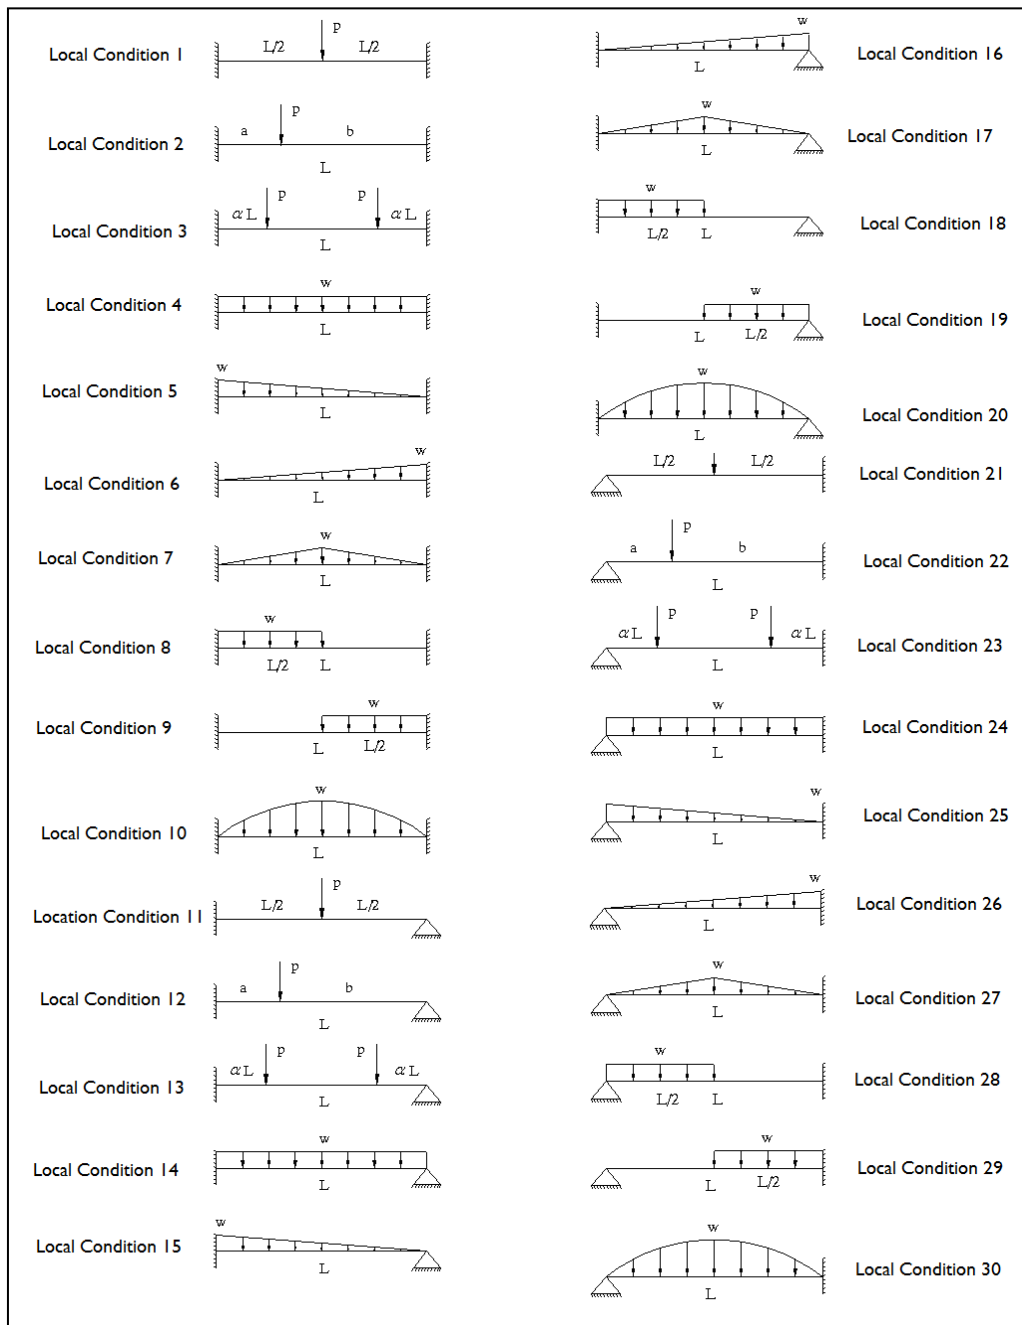 P
Local Condition 1
L/2 L/2
P
Local Condition 2
a b
L
P P
αL αL
Local Condition 3
L
w
Local Condition 4
L
w
Local Condition 5
L
w
Local Condition 6
L
w
Local Condition 7
L
w
Local Condition 8
L/2 L
w
Local Condition 9
L L/2
w
Local Condition 10
L
P
Location Condition 11
L/2 L/2
P
Local Condition 12
a b
L
P P
αL αL
Local Condition 13
L
w
Local Condition 14
L
w
Local Condition 15
L
w
Local Condition 16
L
w
Local Condition 17
L
w
Local Condition 18
L/2 L
w
Local Condition 19
L L/2
w
Local Condition 20
L/2 L/2
Local Condition 21
P
a b
Local Condition 22
L
P P
αL αL
Local Condition 23
L
w
Local Condition 24
L
w
Local Condition 25
L
w
Local Condition 26
L
w
Local Condition 27
L
w
Local Condition 28
L/2 L
w
Local Condition 29
L L/2
w
Local Condition 30
L